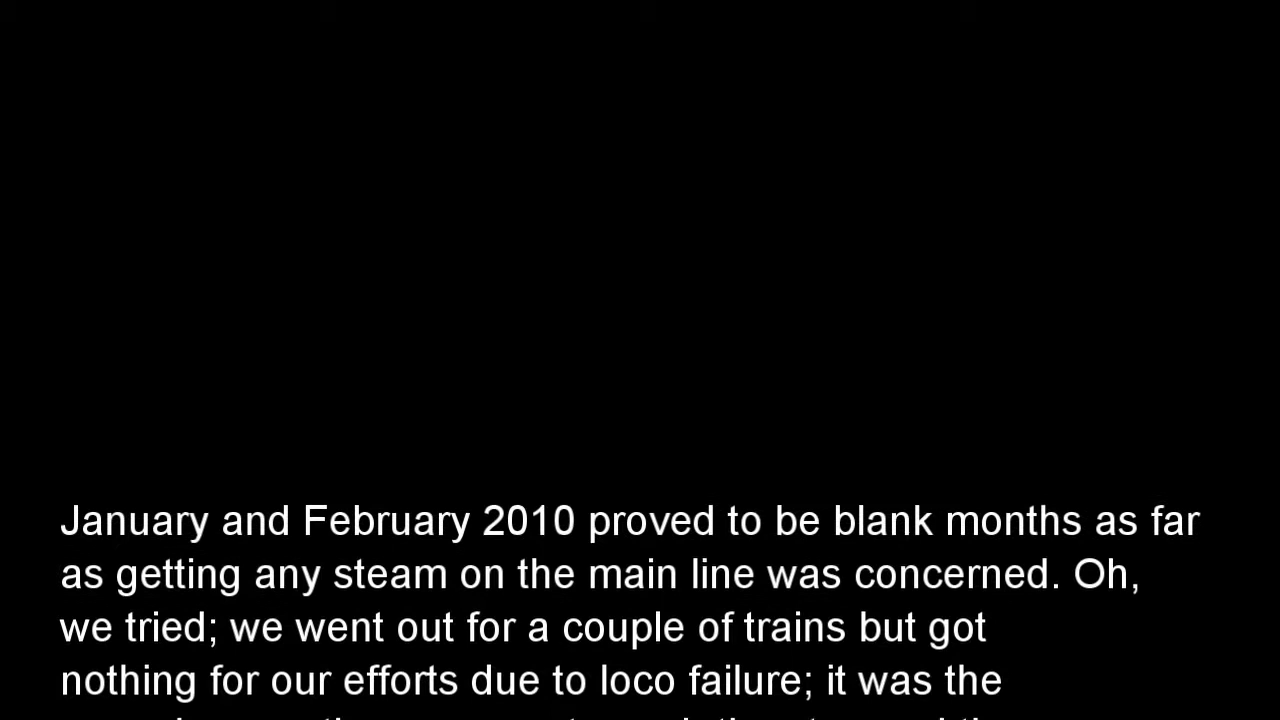 January and February 2010 proved to be blank months as far
as getting any steam on the main line was concerned. Oh,
we tried; we went out for a couple of trains but got
nothing for our efforts due to loco failure; it was the